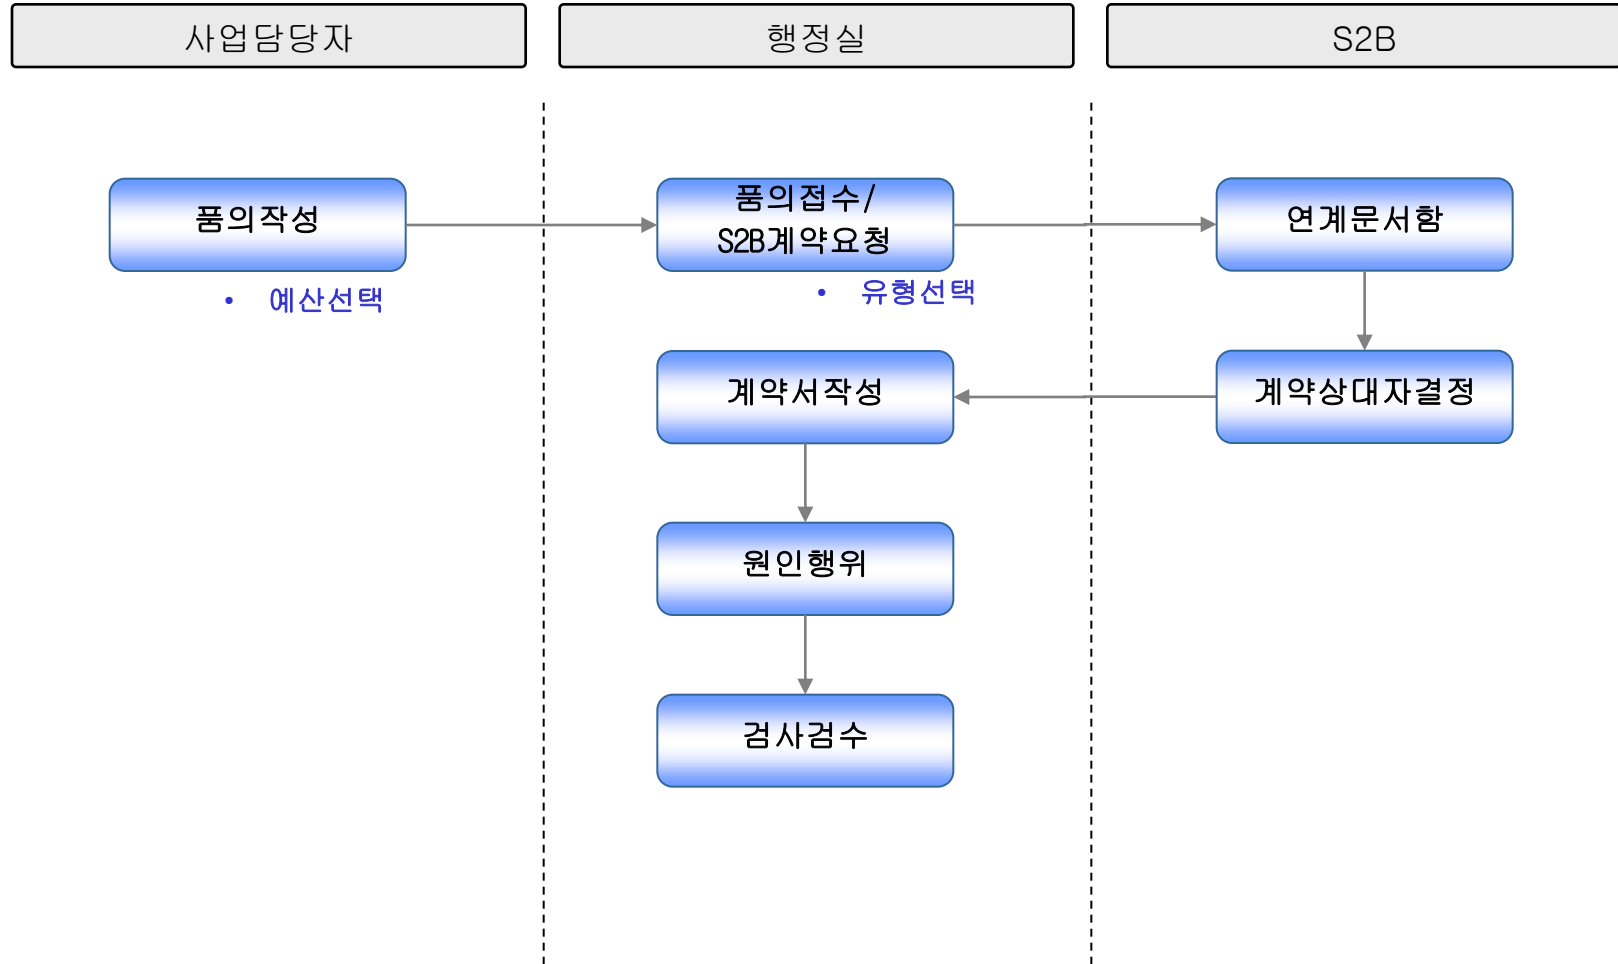 사업담당자
행정실
S2B
품의작성
• 예산선택
품의접수/
S2B계약요청
• 유형선택
연계문서함
계약상대자결정
계약서작성
원인행위
검사검수